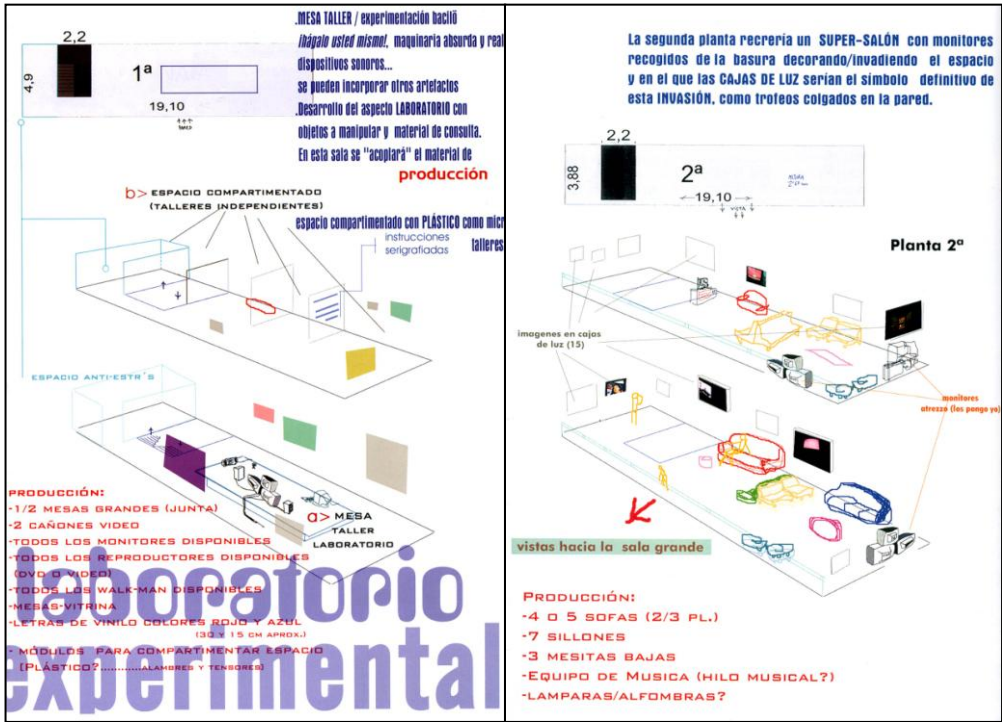 2,2
4,9
1ª
19,10
.MESA TALLER / experimentación baciló
¡hágalo usted mismo!, maquinaria absurda y real
dispositivos sonoros...
se pueden incorporar otros artefactos
.Desarrollo del aspecto LABORATORIO con
objetos a manipular y material de consulta.
En esta sala se "acoplará" el material de
producción
b> ESPACIO COMPARTIMENTADO
(TALLERES INDEPENDIENTES)
espacio compartimentado con PLÁSTICO como micr
talleres
instrucciones
serigrafiadas
ESPACIO ANTI-ESTR´S
a> MESA
TALLER
LABORATORIO
PRODUCCIÓN:
-1/2 MESAS GRANDES (JUNTA)
-2 CAÑONES VIDEO
-TODOS LOS MONITORES DISPONIBLES
-TODOS LOS REPRODUCTORES DISPONIBLES
(DVD O VIDEO)
-TODOS LOS WALK-MAN DISPONIBLES
-MESAS-VITRINA
-LETRAS DE VINILO COLORES ROJO Y AZUL
(30 Y 15 CM APROX.)
- MÓDULOS PARA COMPARTIMENTAR ESPACIO
[PLÁSTICO?..........ALAMBRES Y TENSORES)
laboratorio
experimental
La segunda planta recrería un SUPER-SALÓN con monitores
recogidos de la basura decorando/invadiendo el espacio
y en el que las CAJAS DE LUZ serían el símbolo definitivo de
esta INVASIÓN, como trofeos colgados en la pared.
2,2
3,88
2ª
19,10
VISTA
Planta 2ª
imagenes en cajas
de luz (15)
monitores
atrezzo (los pongo yo)
vistas hacia la sala grande
PRODUCCIÓN:
-4 O 5 SOFAS (2/3 PL.)
-7 SILLONES
-3 MESITAS BAJAS
-EQUIPO DE MUSICA (HILO MUSICAL?)
-LAMPARAS/ALFOMBRAS?